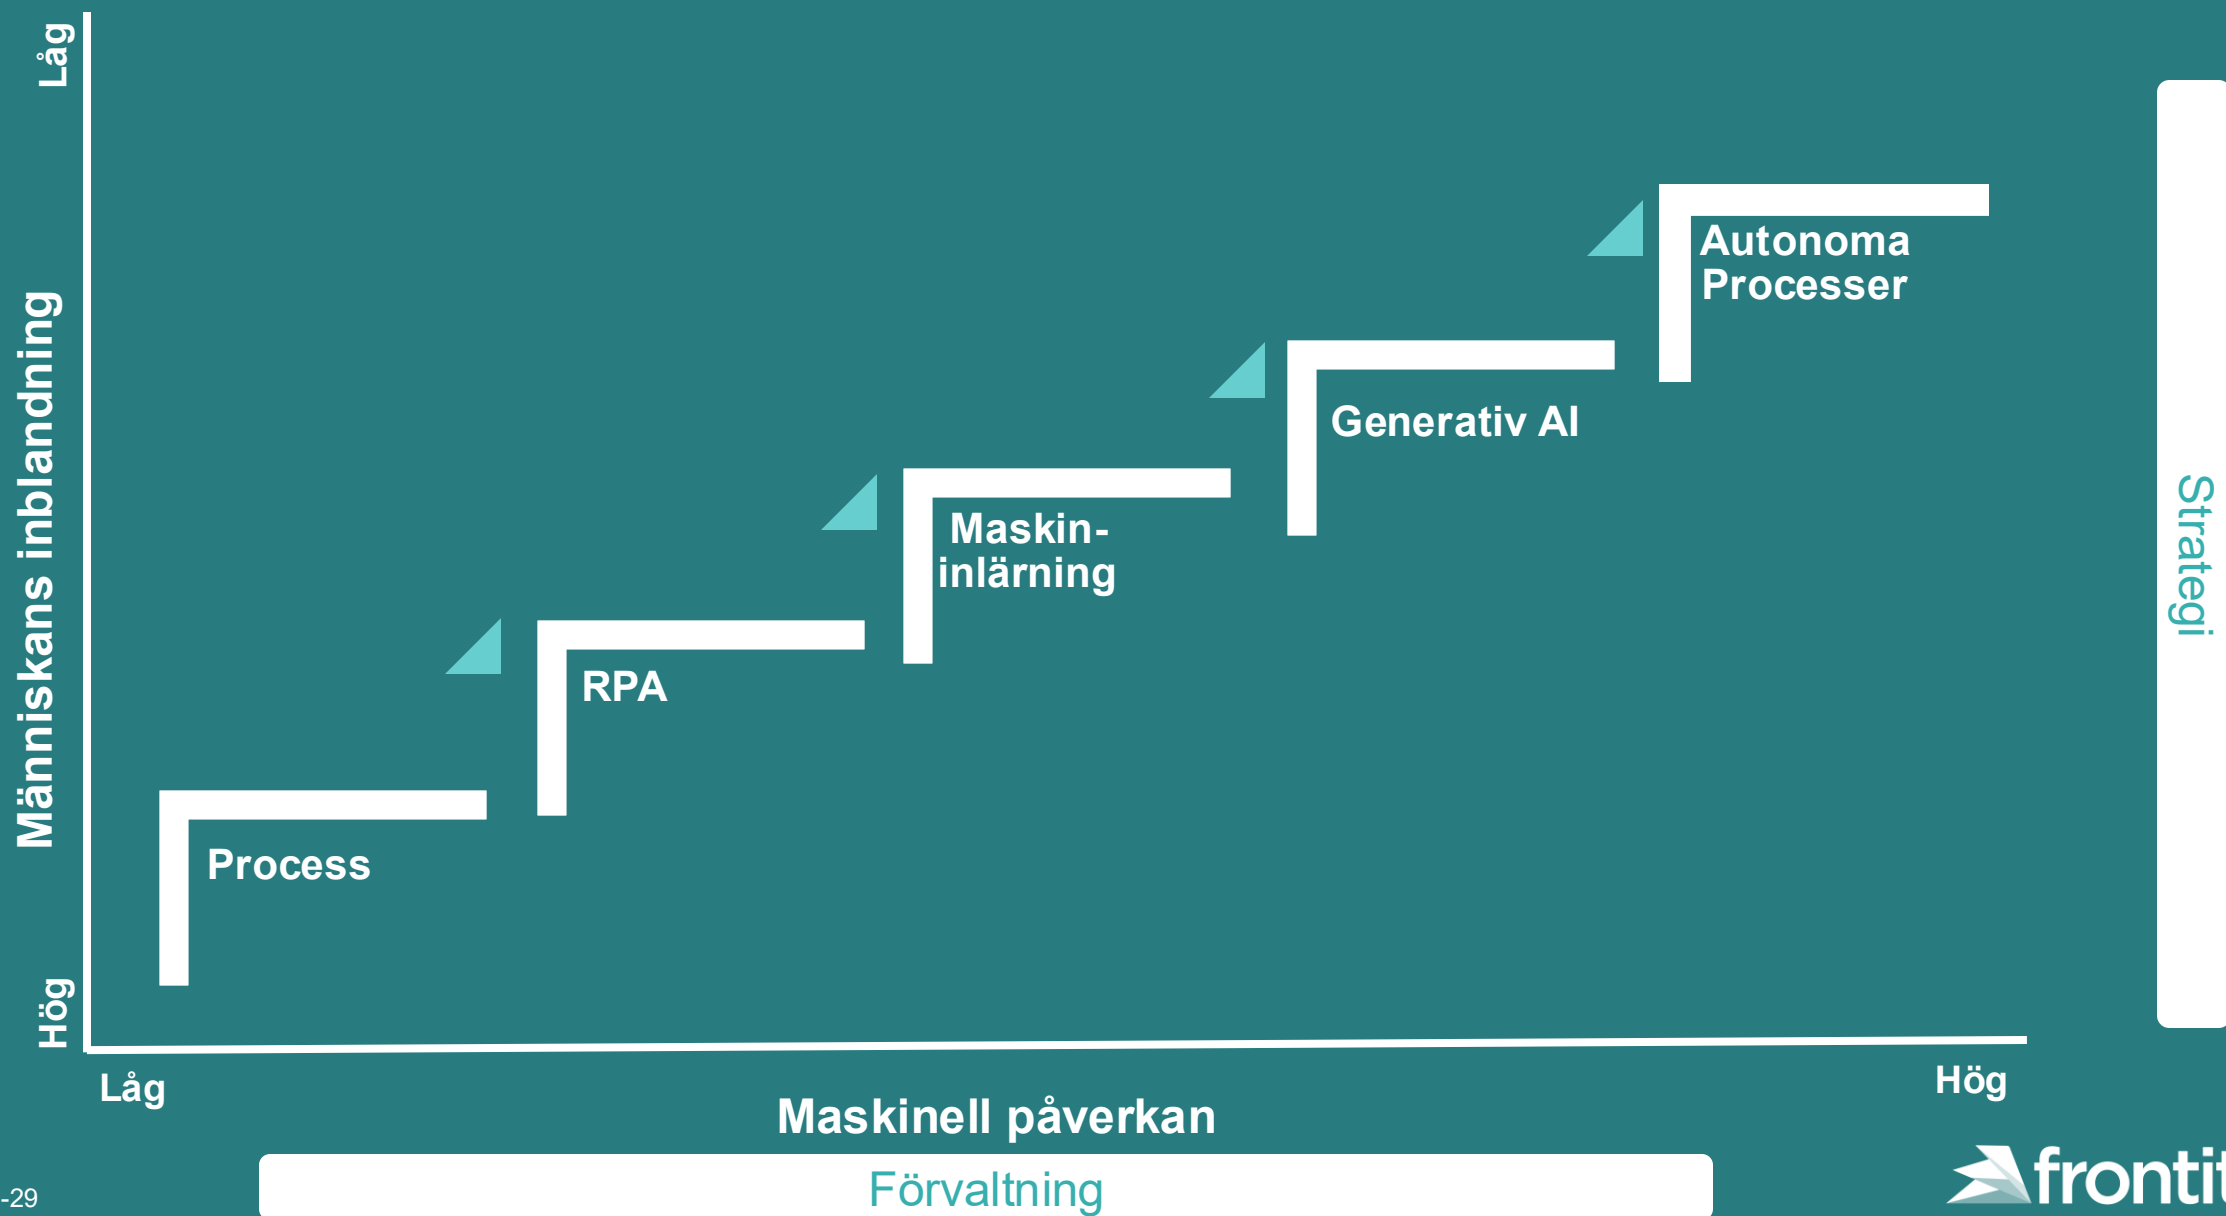 Låg
Människans inblandning
Hög
Autonoma
Processer
Generativ AI
Maskin-
inlärning
RPA
Process
Strategi
Låg
Hög
Maskinell påverkan
Förvaltning
-29
frontit